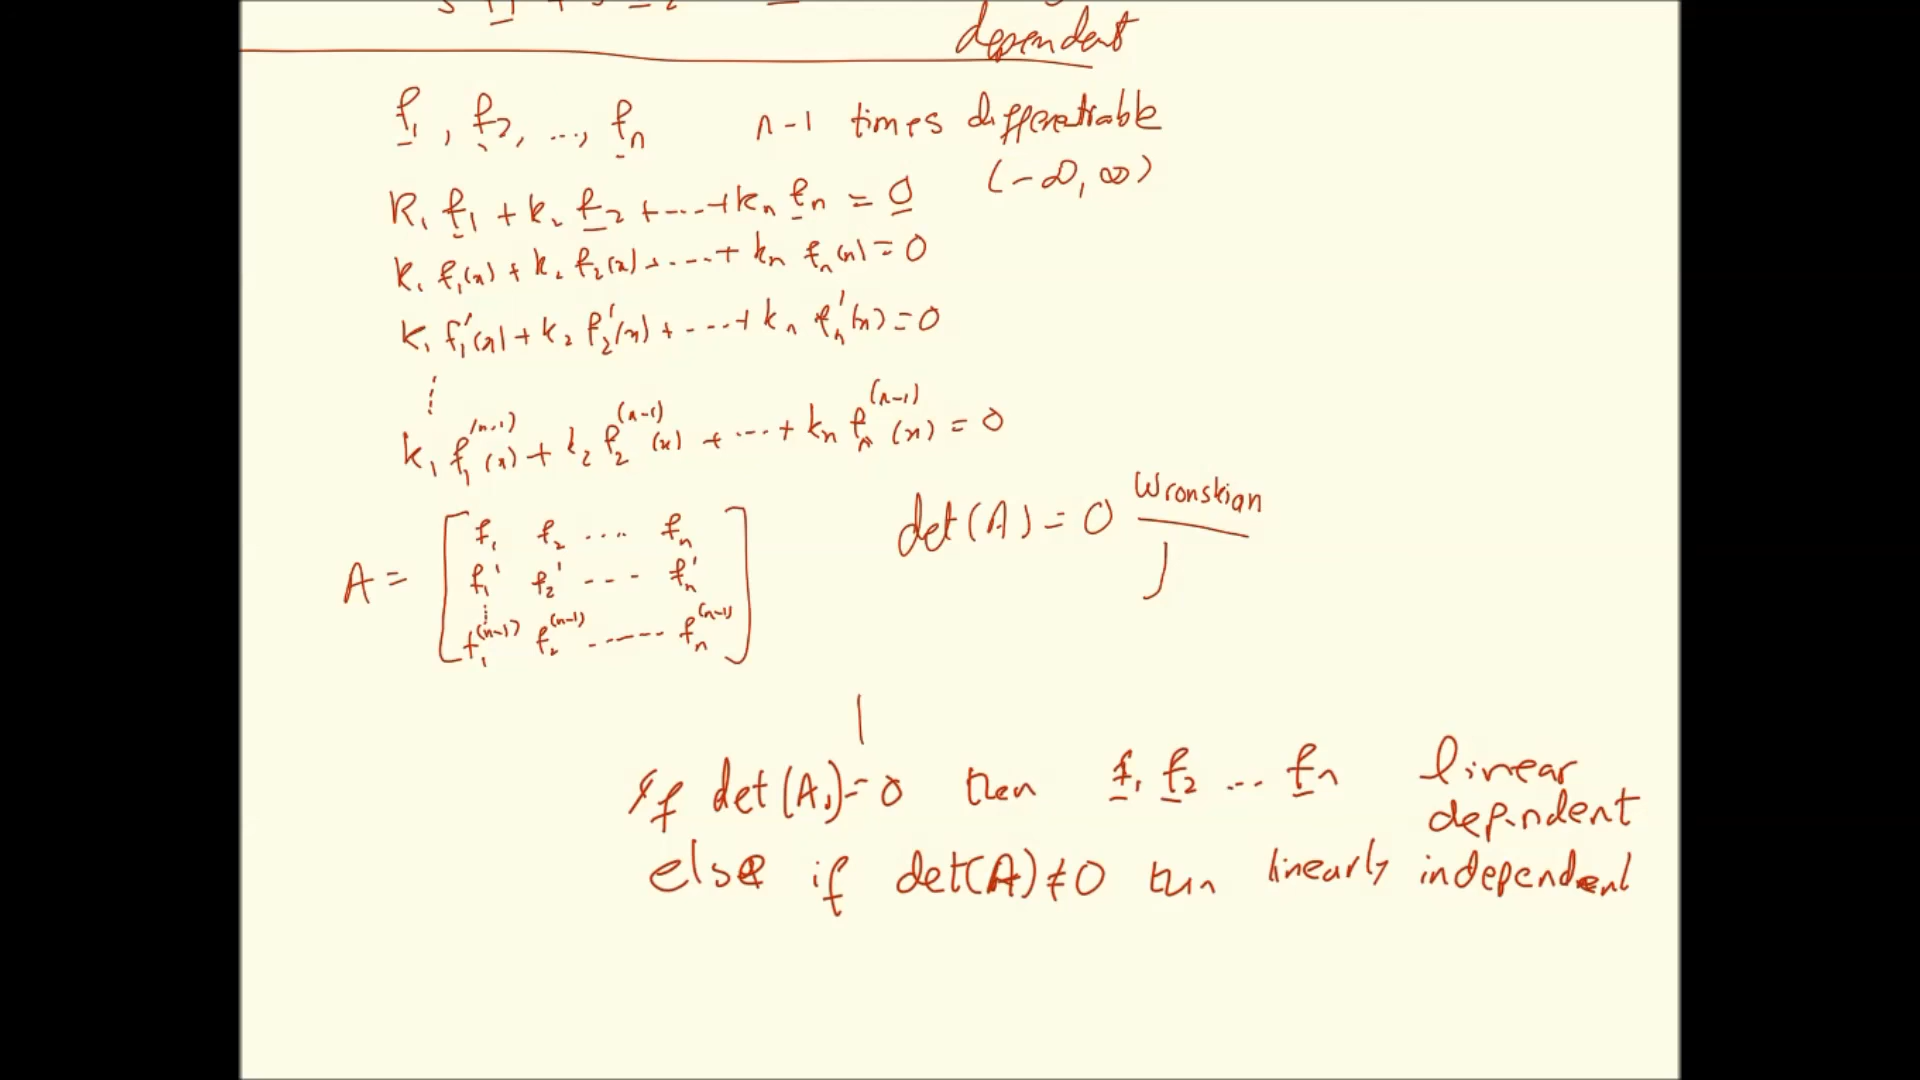 dependent
f₁, f₂, ..., fₙ n-1 times differentiable
(-∞, ∞)
k₁ f₁ + k₂ f₂ + ... + kₙ fₙ = 0
k₁ f₁(x) + k₂ f₂(x) + ... + kₙ fₙ(x) = 0
k₁ f₁'(x) + k₂ f₂'(x) + ... + kₙ fₙ'(x) = 0
⋮
k₁ f₁⁽ⁿ⁻¹⁾(x) + k₂ f₂⁽ⁿ⁻¹⁾(x) + ... + kₙ fₙ⁽ⁿ⁻¹⁾(x) = 0
det(A) = 0 Wronskian
f₁ f₂ .... fₙ
A = f₁' f₂' --- fₙ'
⋮
f₁⁽ⁿ⁻¹⁾ f₂⁽ⁿ⁻¹⁾ ...... fₙ⁽ⁿ⁻¹⁾
If det(A) = 0 then f₁ f₂ ... fₙ linear
dependent
else if det(A) ≠ 0 then linearly independent